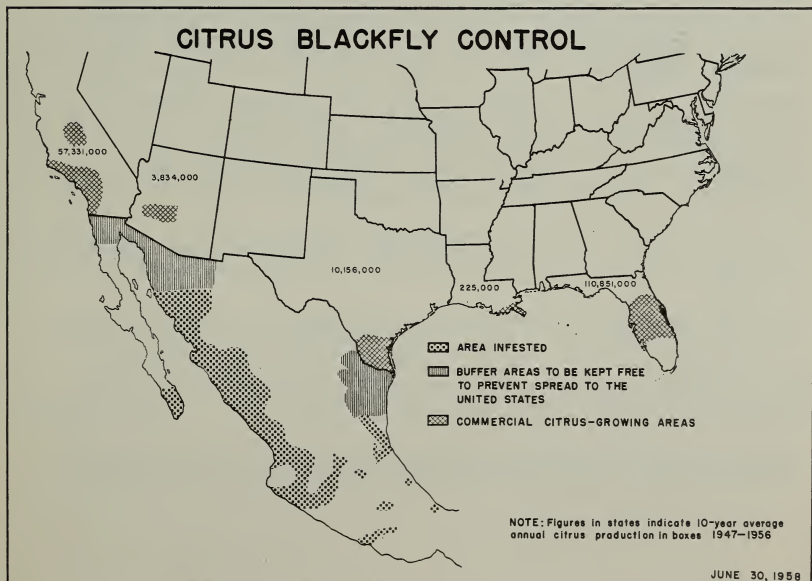 CITRUS BLACKFLY CONTROL
57,331,000
3,834,000
10,156,000
225,000
110,851,000
AREA INFESTED
BUFFER AREAS TO BE KEPT FREE
TO PREVENT SPREAD TO THE
UNITED STATES
COMMERCIAL CITRUS-GROWING AREAS
NOTE: Figures in states indicate 10-year average
annual citrus production in boxes 1947-1956
JUNE 30, 1958